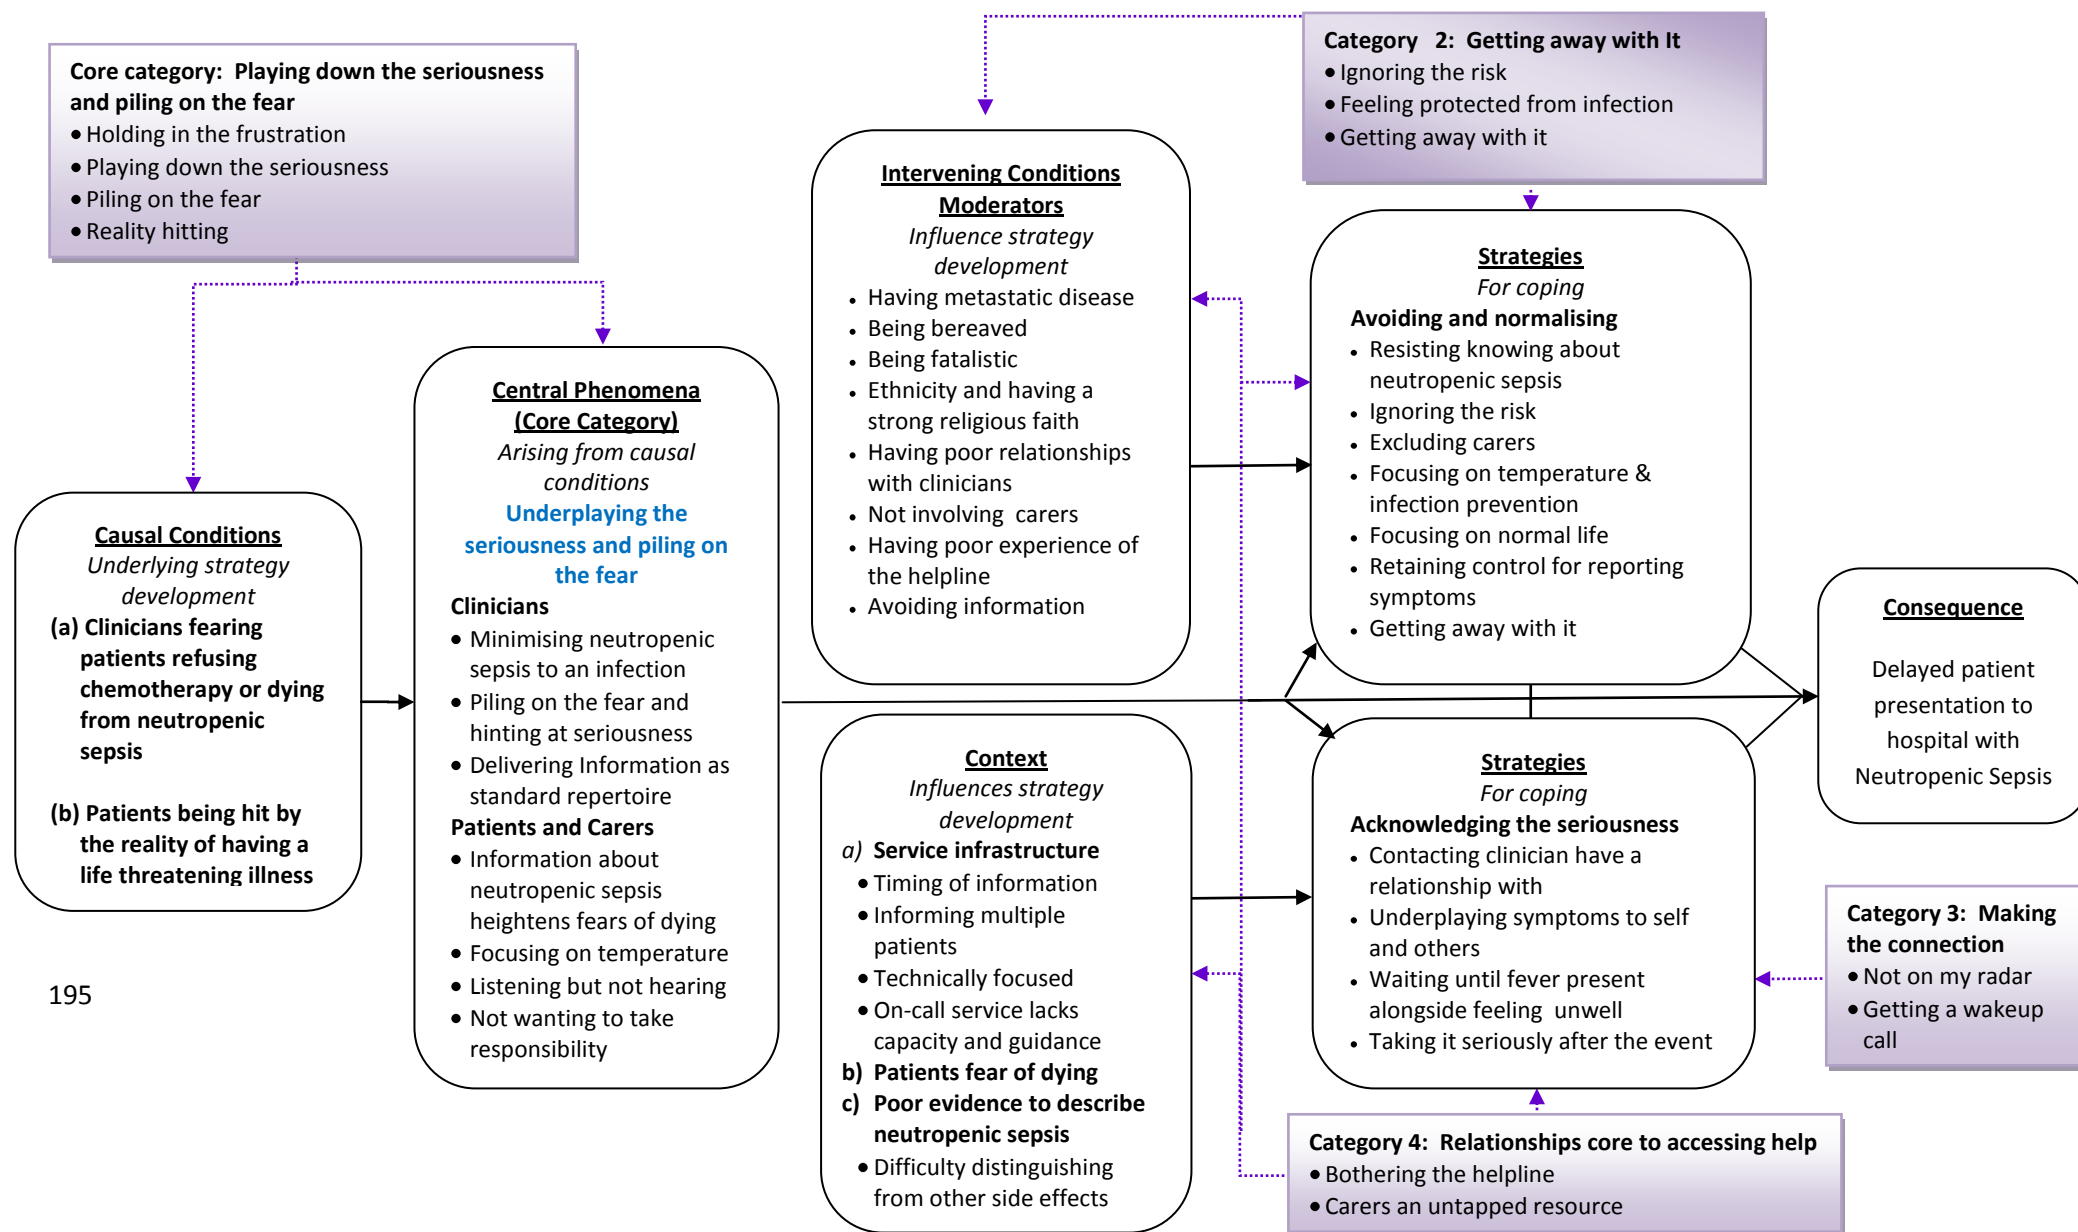 Core category:  Playing down the seriousness
and piling on the fear
• Holding in the frustration
• Playing down the seriousness
• Piling on the fear
• Reality hitting
Category  2:  Getting away with It
• Ignoring the risk
• Feeling protected from infection
• Getting away with it
Causal Conditions
Underlying strategy
development
(a) Clinicians fearing
patients refusing
chemotherapy or dying
from neutropenic
sepsis
(b) Patients being hit by
the reality of having a
life threatening illness
Central Phenomena
(Core Category)
Arising from causal
conditions
Underplaying the
seriousness and piling on
the fear
Clinicians
• Minimising neutropenic
sepsis to an infection
• Piling on the fear and
hinting at seriousness
• Delivering Information as
standard repertoire
Patients and Carers
• Information about
neutropenic sepsis
heightens fears of dying
• Focusing on temperature
• Listening but not hearing
• Not wanting to take
responsibility
Intervening Conditions
Moderators
Influence strategy
development
• Having metastatic disease
• Being bereaved
• Being fatalistic
• Ethnicity and having a
strong religious faith
• Having poor relationships
with clinicians
• Not involving  carers
• Having poor experience of
the helpline
• Avoiding information
Context
Influences strategy
development
a) Service infrastructure
• Timing of information
• Informing multiple
patients
• Technically focused
• On-call service lacks
capacity and guidance
b) Patients fear of dying
c) Poor evidence to describe
neutropenic sepsis
• Difficulty distinguishing
from other side effects
Strategies
For coping
Avoiding and normalising
• Resisting knowing about
neutropenic sepsis
• Ignoring the risk
• Excluding carers
• Focusing on temperature &
infection prevention
• Focusing on normal life
• Retaining control for reporting
symptoms
• Getting away with it
Strategies
For coping
Acknowledging the seriousness
• Contacting clinician have a
relationship with
• Underplaying symptoms to self
and others
• Waiting until fever present
alongside feeling  unwell
• Taking it seriously after the event
Consequence
Delayed patient
presentation to
hospital with
Neutropenic Sepsis
Category 3:  Making
the connection
• Not on my radar
• Getting a wakeup
call
Category 4:  Relationships core to accessing help
• Bothering the helpline
• Carers an untapped resource
195